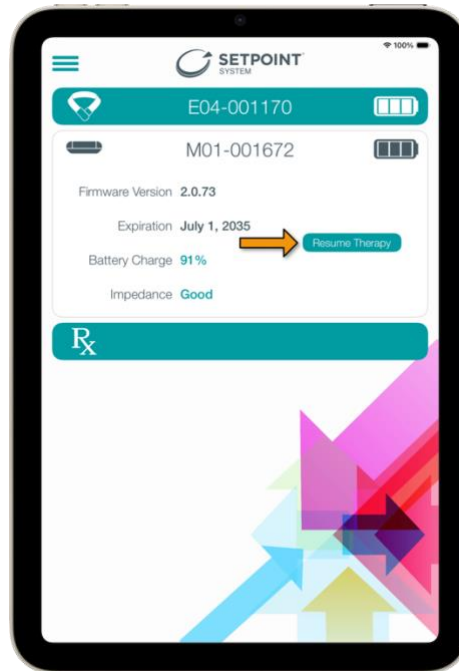 100%
SETPOINT
SYSTEM
E04-001170
M01-001672
Firmware Version 2.0.73
Expiration July 1, 2035
Resume Therapy
Battery Charge 91%
Impedance Good
Rx